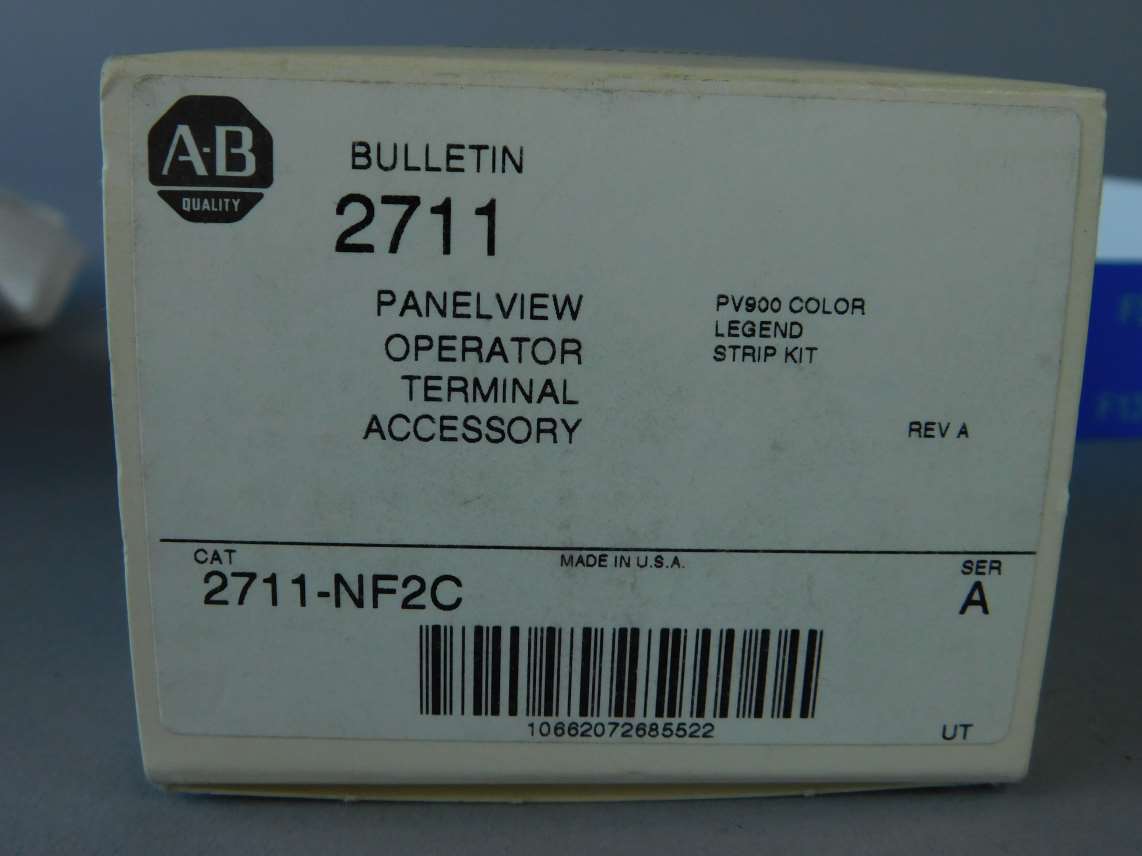 A-B
QUALITY
BULLETIN
2711
PANELVIEW
OPERATOR
TERMINAL
ACCESSORY
PV900 COLOR
LEGEND
STRIP KIT
REV A
CAT
2711-NF2C
MADE IN U.S.A.
SER
A
10662072685522
UT